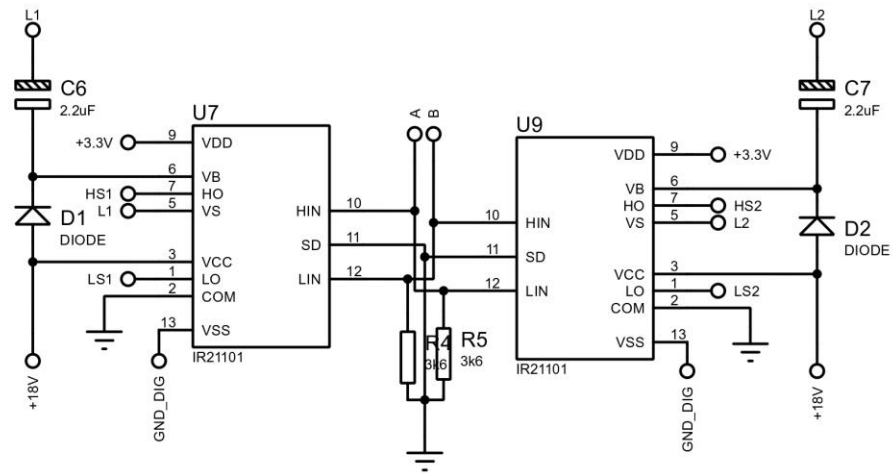 L1
C6
2.2uF
U7
+3.3V
9
VDD
6
VB
HS1
7
HO
L1
5
VS
D1
DIODE
3
VCC
LS1
1
LO
2
COM
13
VSS
IR21101
+18V
GND_DIG
HIN
10
SD
11
LIN
12
A
B
R4
3k6
R5
3k6
L2
C7
2.2uF
U9
VDD
9
+3.3V
VB
6
HO
7
HS2
VS
5
L2
D2
DIODE
10
HIN
11
SD
12
LIN
VCC
3
LO
1
LS2
COM
2
VSS
13
IR21101
GND_DIG
+18V